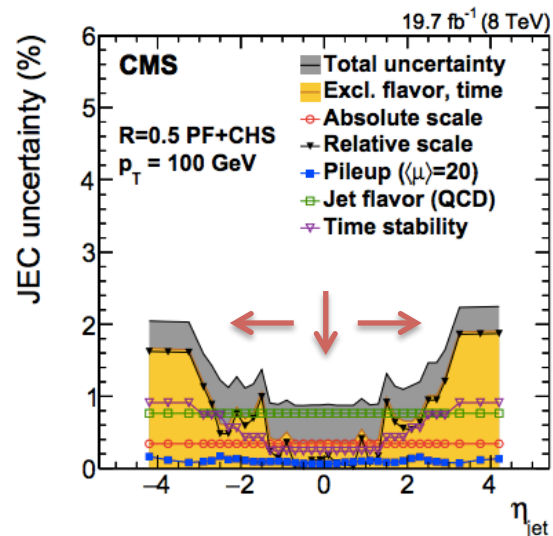 19.7 fb⁻¹ (8 TeV)
JEC uncertainty (%)
6
5
4
3
2
1
0
CMS
R=0.5 PF+CHS
p_T = 100 GeV
Total uncertainty
Excl. flavor, time
Absolute scale
Relative scale
Pileup (⟨μ⟩=20)
Jet flavor (QCD)
Time stability
−4 −2 0 2 4
η_jet